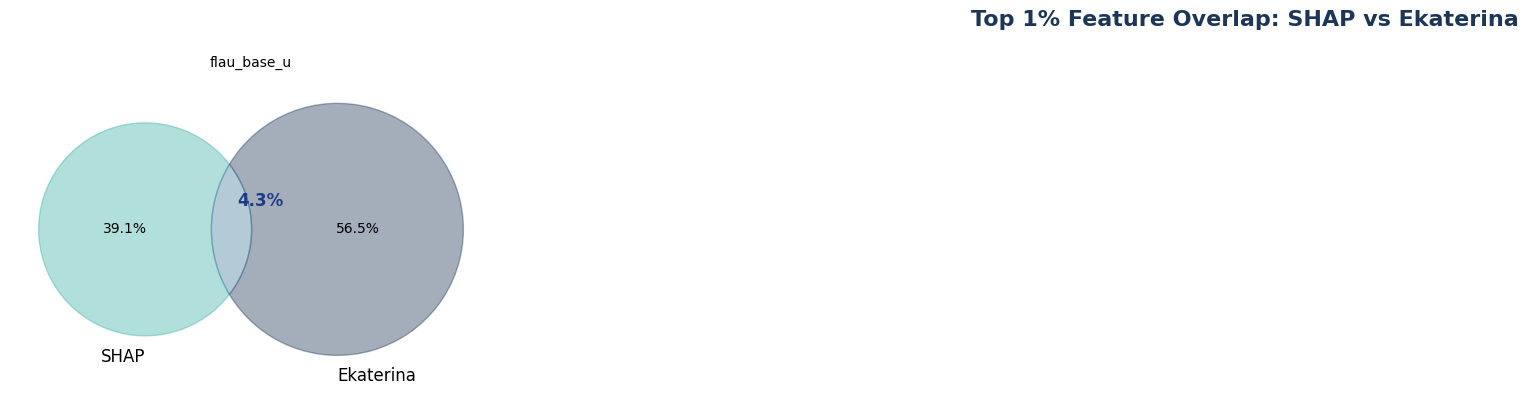 Top 1% Feature Overlap: SHAP vs Ekaterina
flau_base_u
4.3%
39.1%
56.5%
SHAP
Ekaterina